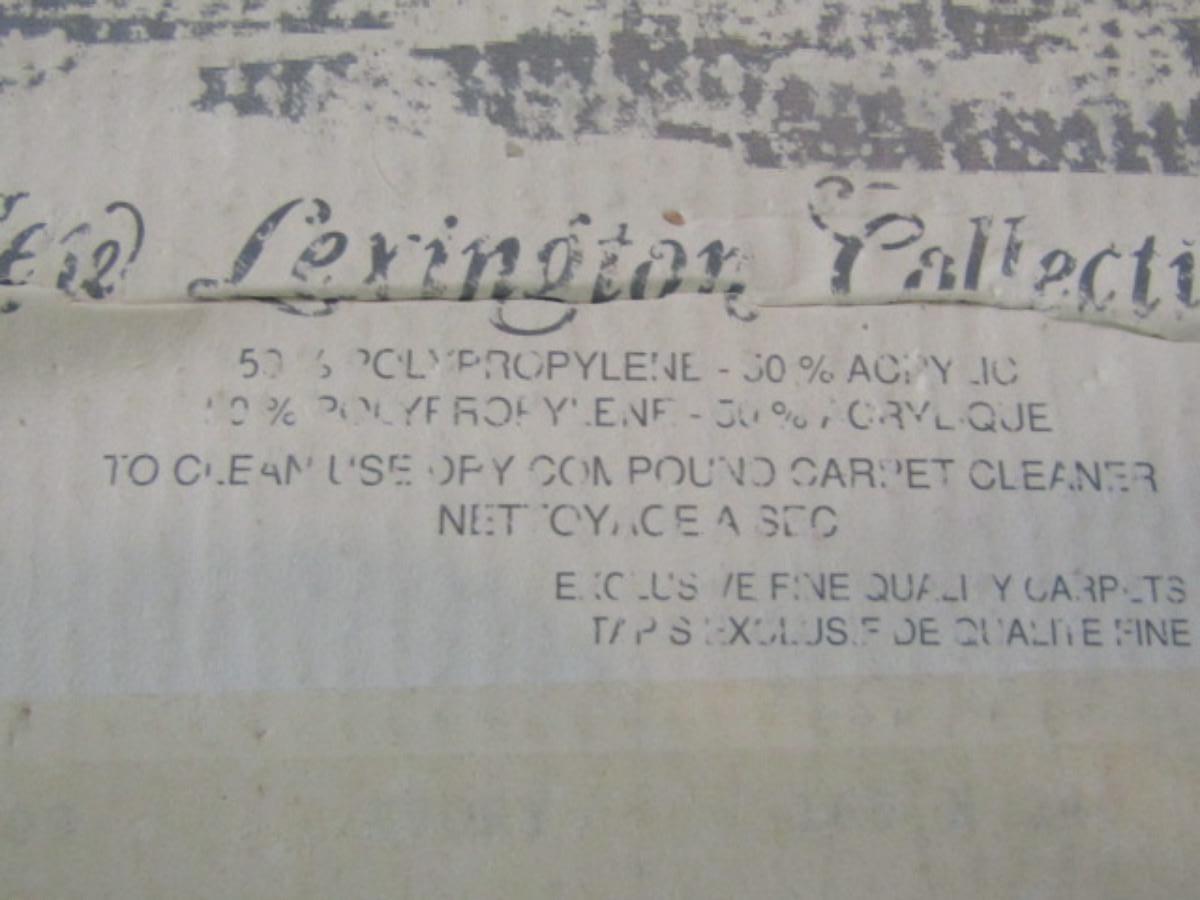 Lexington Collecti
50 % POLYPROPYLENE - 50 % ACRYLIC
50 % POLYPROPYLENE - 50 % ACRYLIQUE
TO CLEAN USE DRY COMPOUND CARPET CLEANER
NETTOYAGE A SEC
EXCLUSIVE FINE QUALITY CARPETS
TAPIS EXCLUSIF DE QUALITE FINE